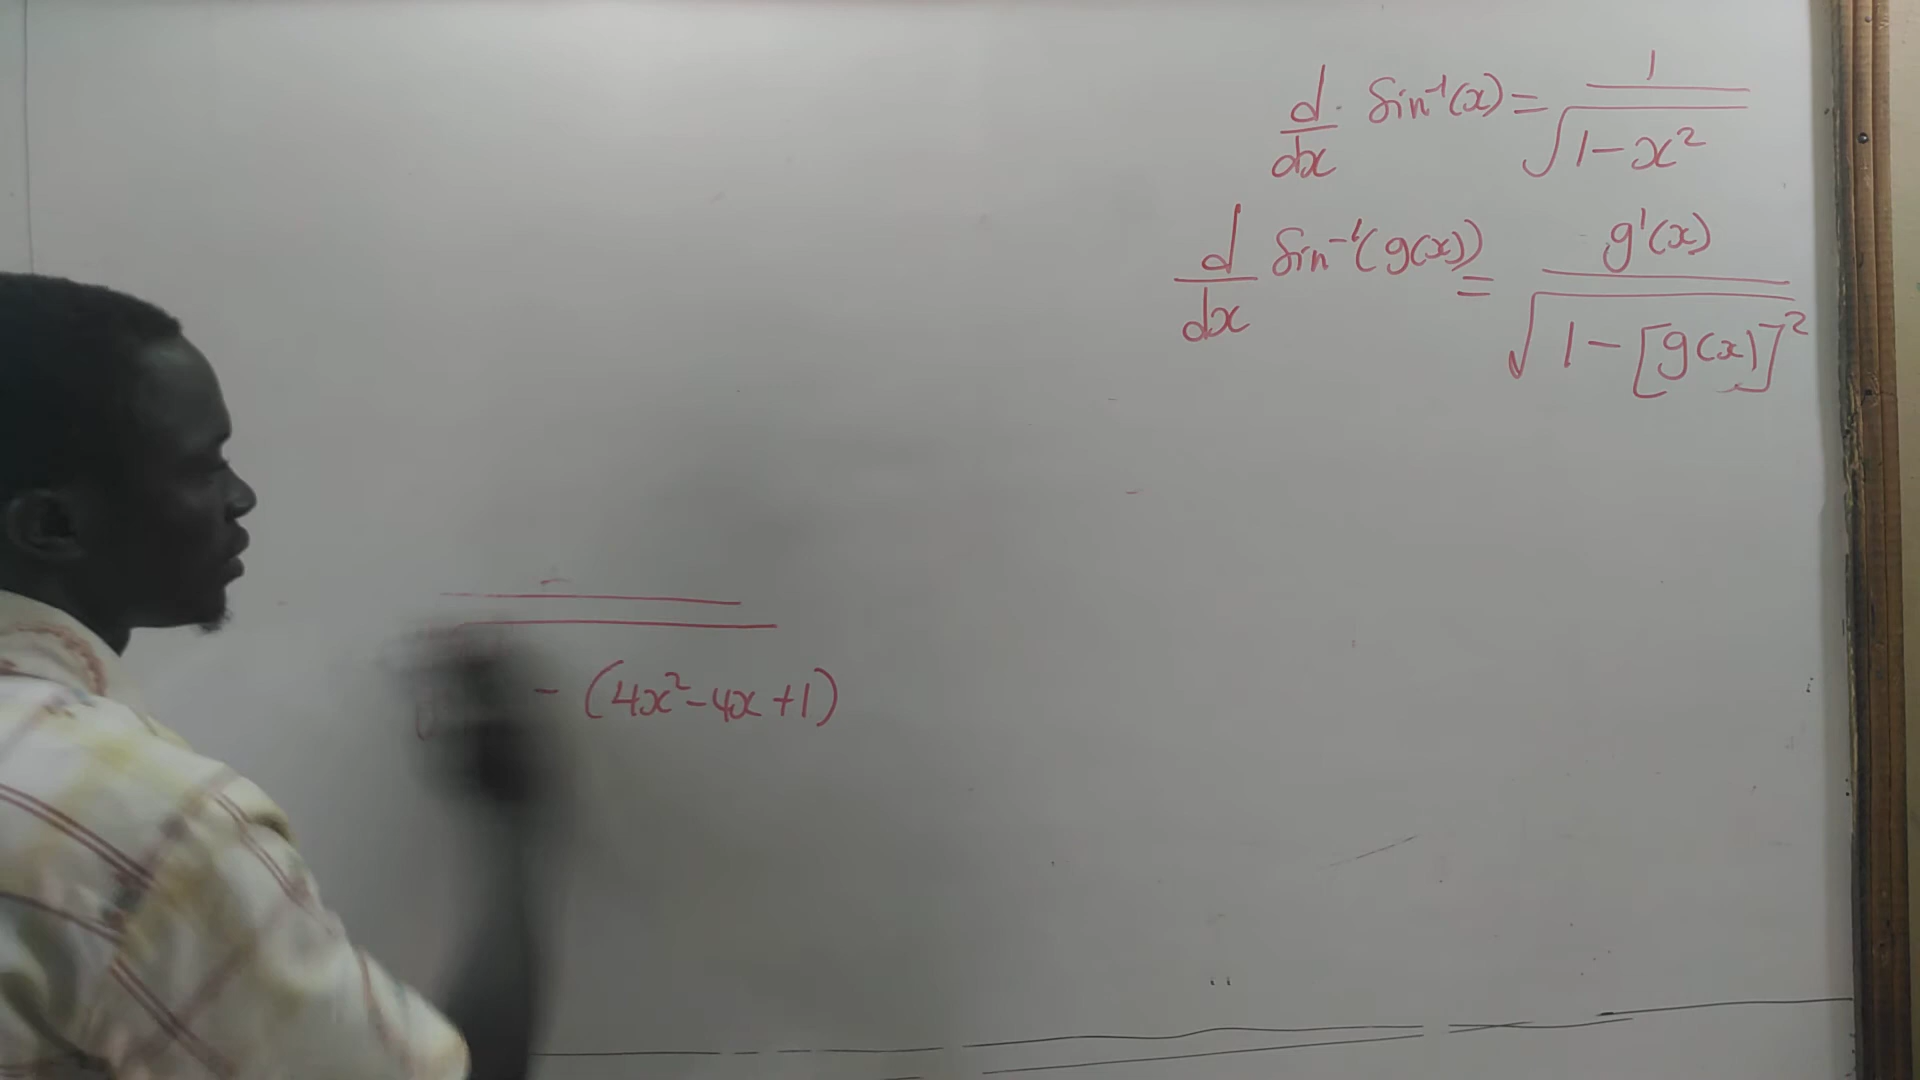 d/dx Sin⁻¹(x) = 1/√(1-x²)
d/dx Sin⁻¹(g(x)) = g'(x)/√(1-[g(x)]²)
- (4x²-4x+1)